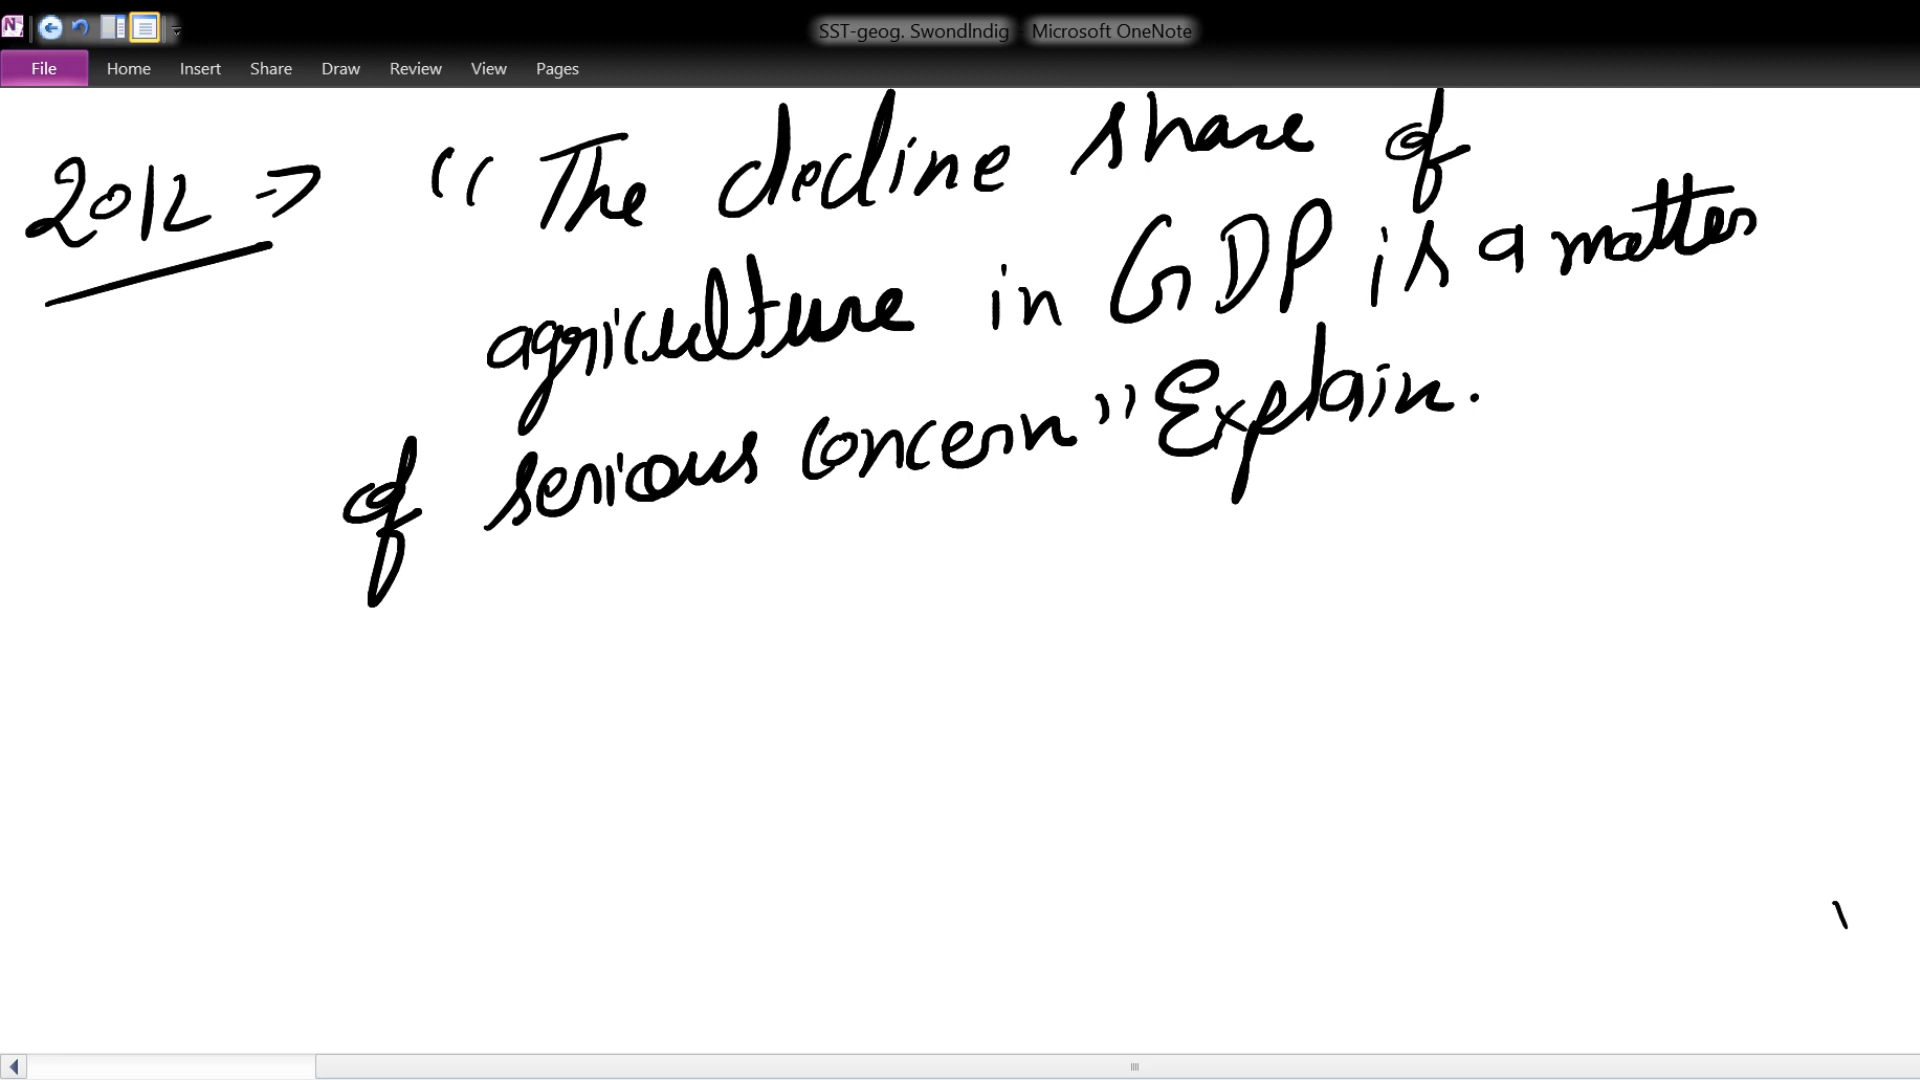 SST-geog. SwondIndig - Microsoft OneNote
File Home Insert Share Draw Review View Pages
2012 => "The decline share of
agriculture in GDP is a matter
of serious concern" Explain.